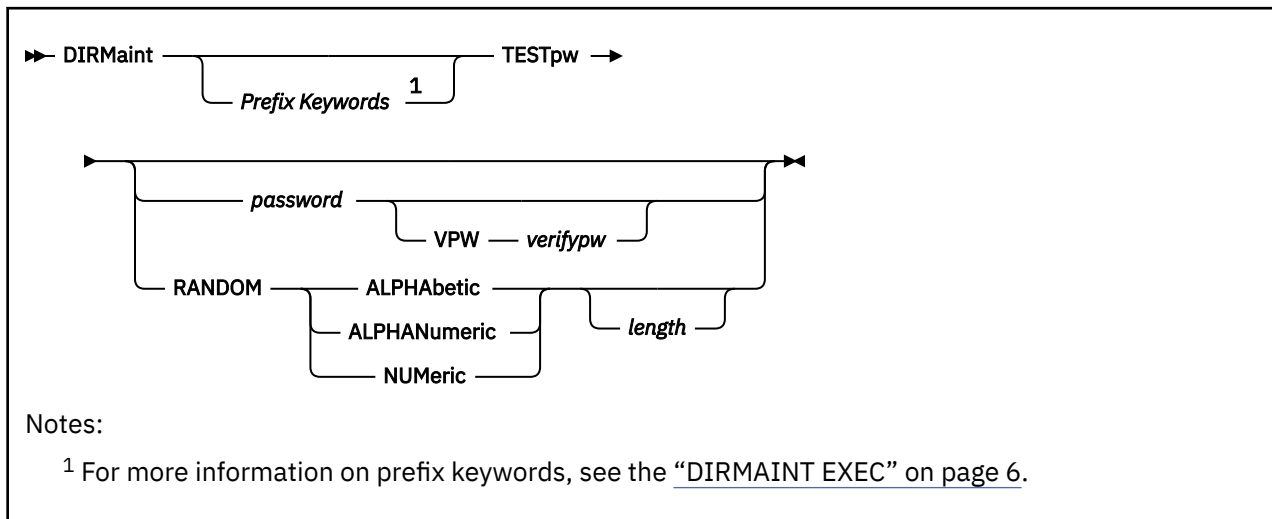 DIRMaint Prefix Keywords 1 TESTpw
password VPW verifypw
RANDOM ALPHAbetic ALPHANumeric NUMeric length
Notes:
1 For more information on prefix keywords, see the “DIRMAINT EXEC” on page 6.